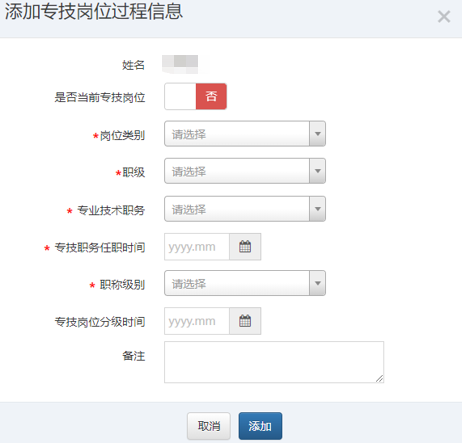 添加专技岗位过程信息
×
姓名
是否当前专技岗位 否
*岗位类别 请选择
*职级 请选择
* 专业技术职务 请选择
* 专技职务任职时间 yyyy.mm
* 职称级别 请选择
专技岗位分级时间 yyyy.mm
备注
取消 添加